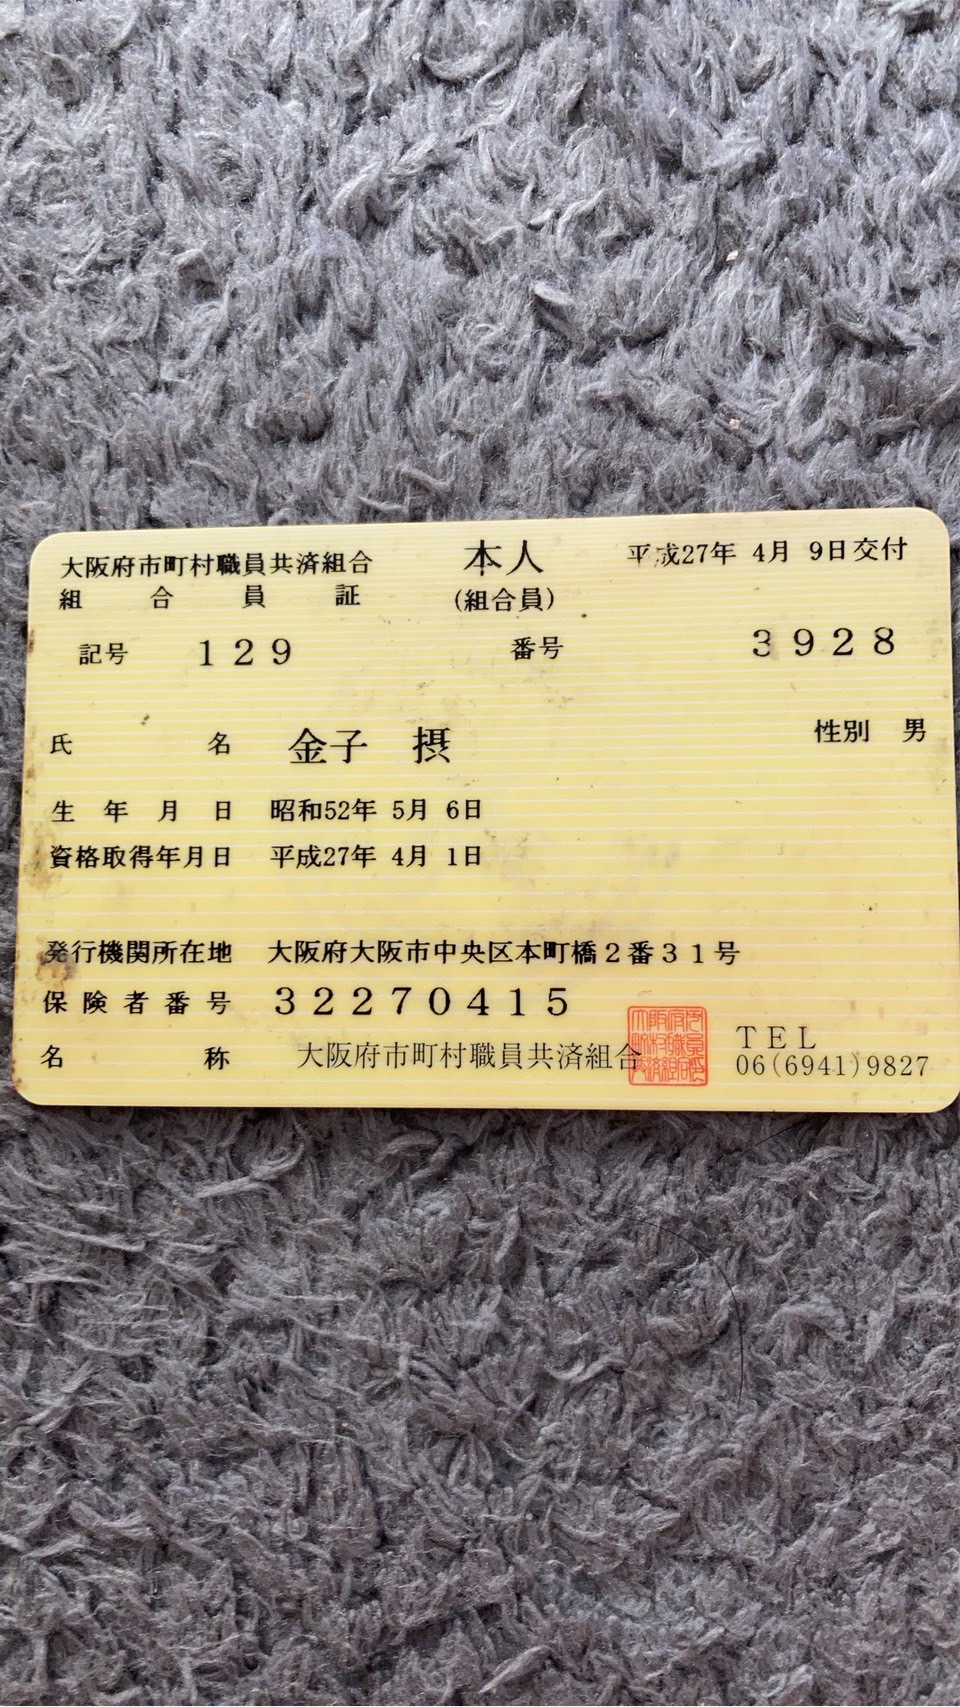 大阪府市町村職員共済組合 本人 平成27年 4月 9日交付
組合員証 (組合員)
記号 129 番号 3928
氏名 金子 摂 性別 男
生年月日 昭和52年 5月 6日
資格取得年月日 平成27年 4月 1日
発行機関所在地 大阪府大阪市中央区本町橋2番31号
保険者番号 32270415
名称 大阪府市町村職員共済組合 TEL
06(6941)9827